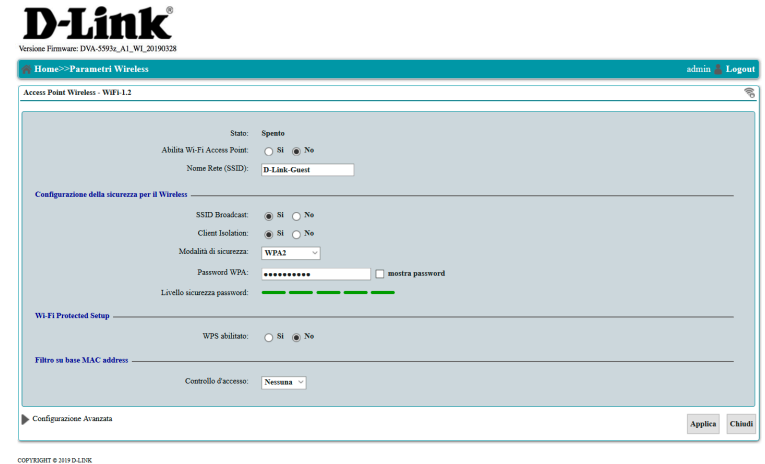 D-Link®
Versione Firmware: DVA-5593z_A1_WI_20190328
Home>>Parametri Wireless admin Logout
Access Point Wireless - WiFi-1.2
Stato: Spento
Abilita Wi-Fi Access Point: Si No
Nome Rete (SSID): D-Link-Guest
Configurazione della sicurezza per il Wireless
SSID Broadcast: Si No
Client Isolation: Si No
Modalità di sicurezza: WPA2
Password WPA: •••••••••• mostra password
Livello sicurezza password:
Wi-Fi Protected Setup
WPS abilitato: Si No
Filtro su base MAC address
Controllo d'accesso: Nessuna
Configurazione Avanzata
Applica Chiudi
COPYRIGHT © 2019 D-LINK